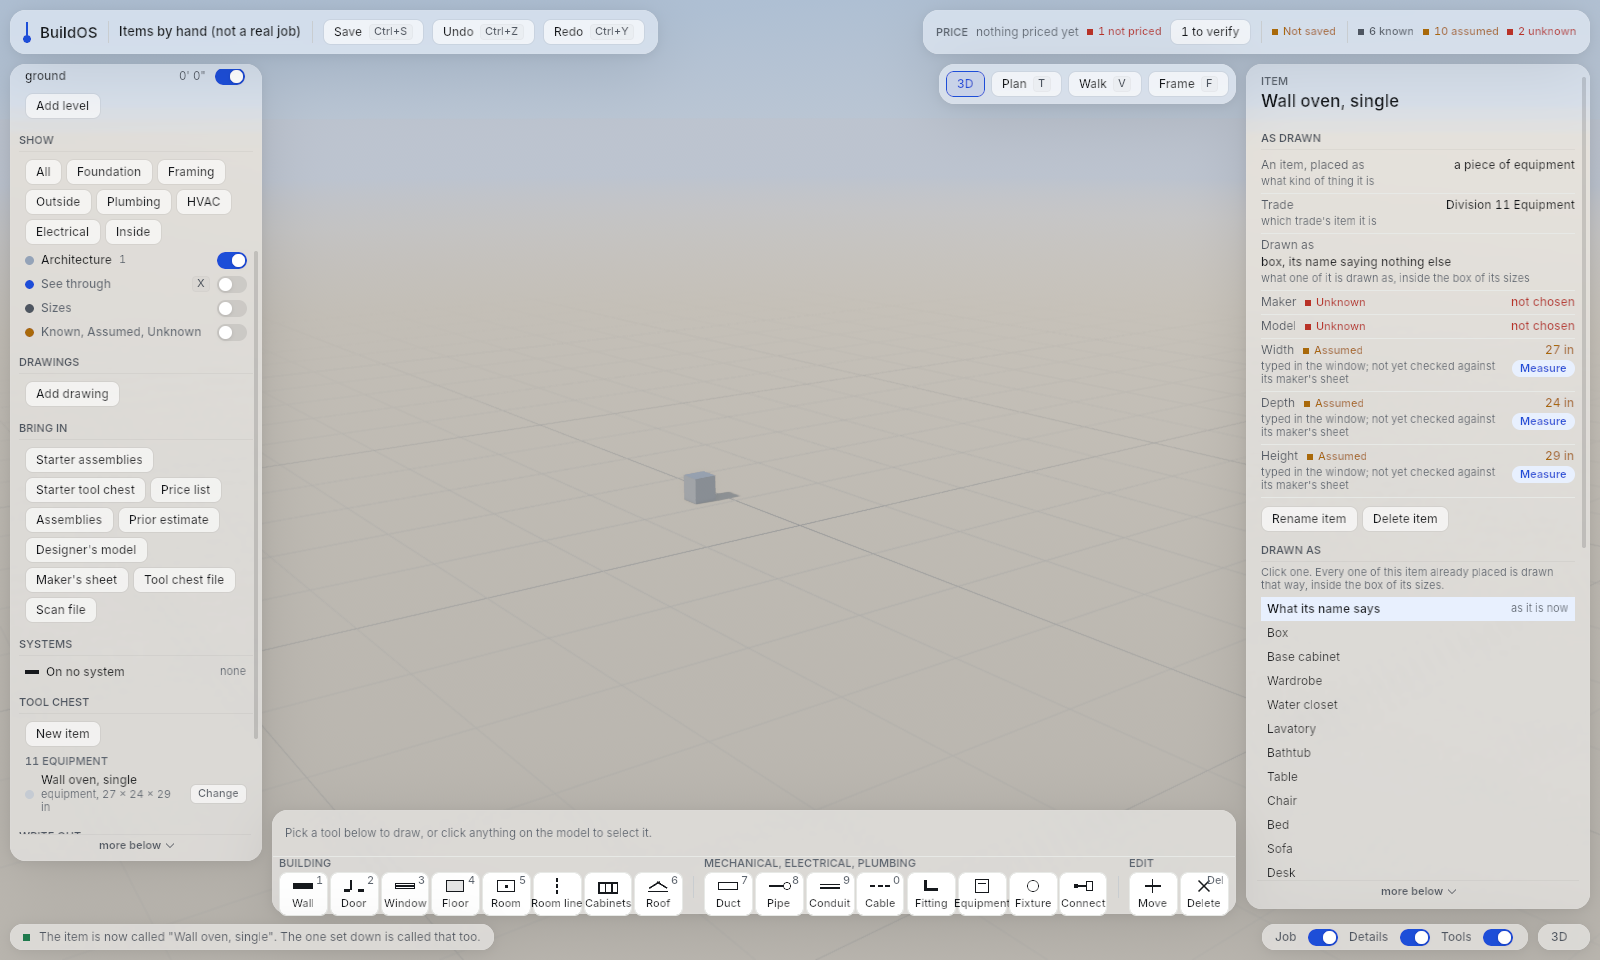 BuildOS
Items by hand (not a real job)
Save Ctrl+S
Undo Ctrl+Z
Redo Ctrl+Y
PRICE nothing priced yet 1 not priced 1 to verify Not saved 6 known 10 assumed 2 unknown
ground 0' 0"
Add level
SHOW
All Foundation Framing
Outside Plumbing HVAC
Electrical Inside
Architecture 1
See through X
Sizes
Known, Assumed, Unknown
DRAWINGS
Add drawing
BRING IN
Starter assemblies
Starter tool chest Price list
Assemblies Prior estimate
Designer's model
Maker's sheet Tool chest file
Scan file
SYSTEMS
On no system none
TOOL CHEST
New item
11 EQUIPMENT
Wall oven, single
equipment, 27 × 24 × 29
in
Change
more below
3D Plan T Walk V Frame F
ITEM
Wall oven, single
AS DRAWN
An item, placed as a piece of equipment
what kind of thing it is
Trade Division 11 Equipment
which trade's item it is
Drawn as
box, its name saying nothing else
what one of it is drawn as, inside the box of its sizes
Maker Unknown not chosen
Model Unknown not chosen
Width Assumed 27 in
typed in the window; not yet checked against
its maker's sheet
Measure
Depth Assumed 24 in
typed in the window; not yet checked against
its maker's sheet
Measure
Height Assumed 29 in
typed in the window; not yet checked against
its maker's sheet
Measure
Rename item Delete item
DRAWN AS
Click one. Every one of this item already placed is drawn
that way, inside the box of its sizes.
What its name says as it is now
Box
Base cabinet
Wardrobe
Water closet
Lavatory
Bathtub
Table
Chair
Bed
Sofa
Desk
more below
Pick a tool below to draw, or click anything on the model to select it.
BUILDING
Wall 1
Door 2
Window 3
Floor 4
Room 5
Room line
Cabinets
Roof 6
MECHANICAL, ELECTRICAL, PLUMBING
Duct 7
Pipe 8
Conduit 9
Cable 0
Fitting
Equipment
Fixture
Connect
EDIT
Move
Delete Del
The item is now called "Wall oven, single". The one set down is called that too.
Job Details Tools 3D